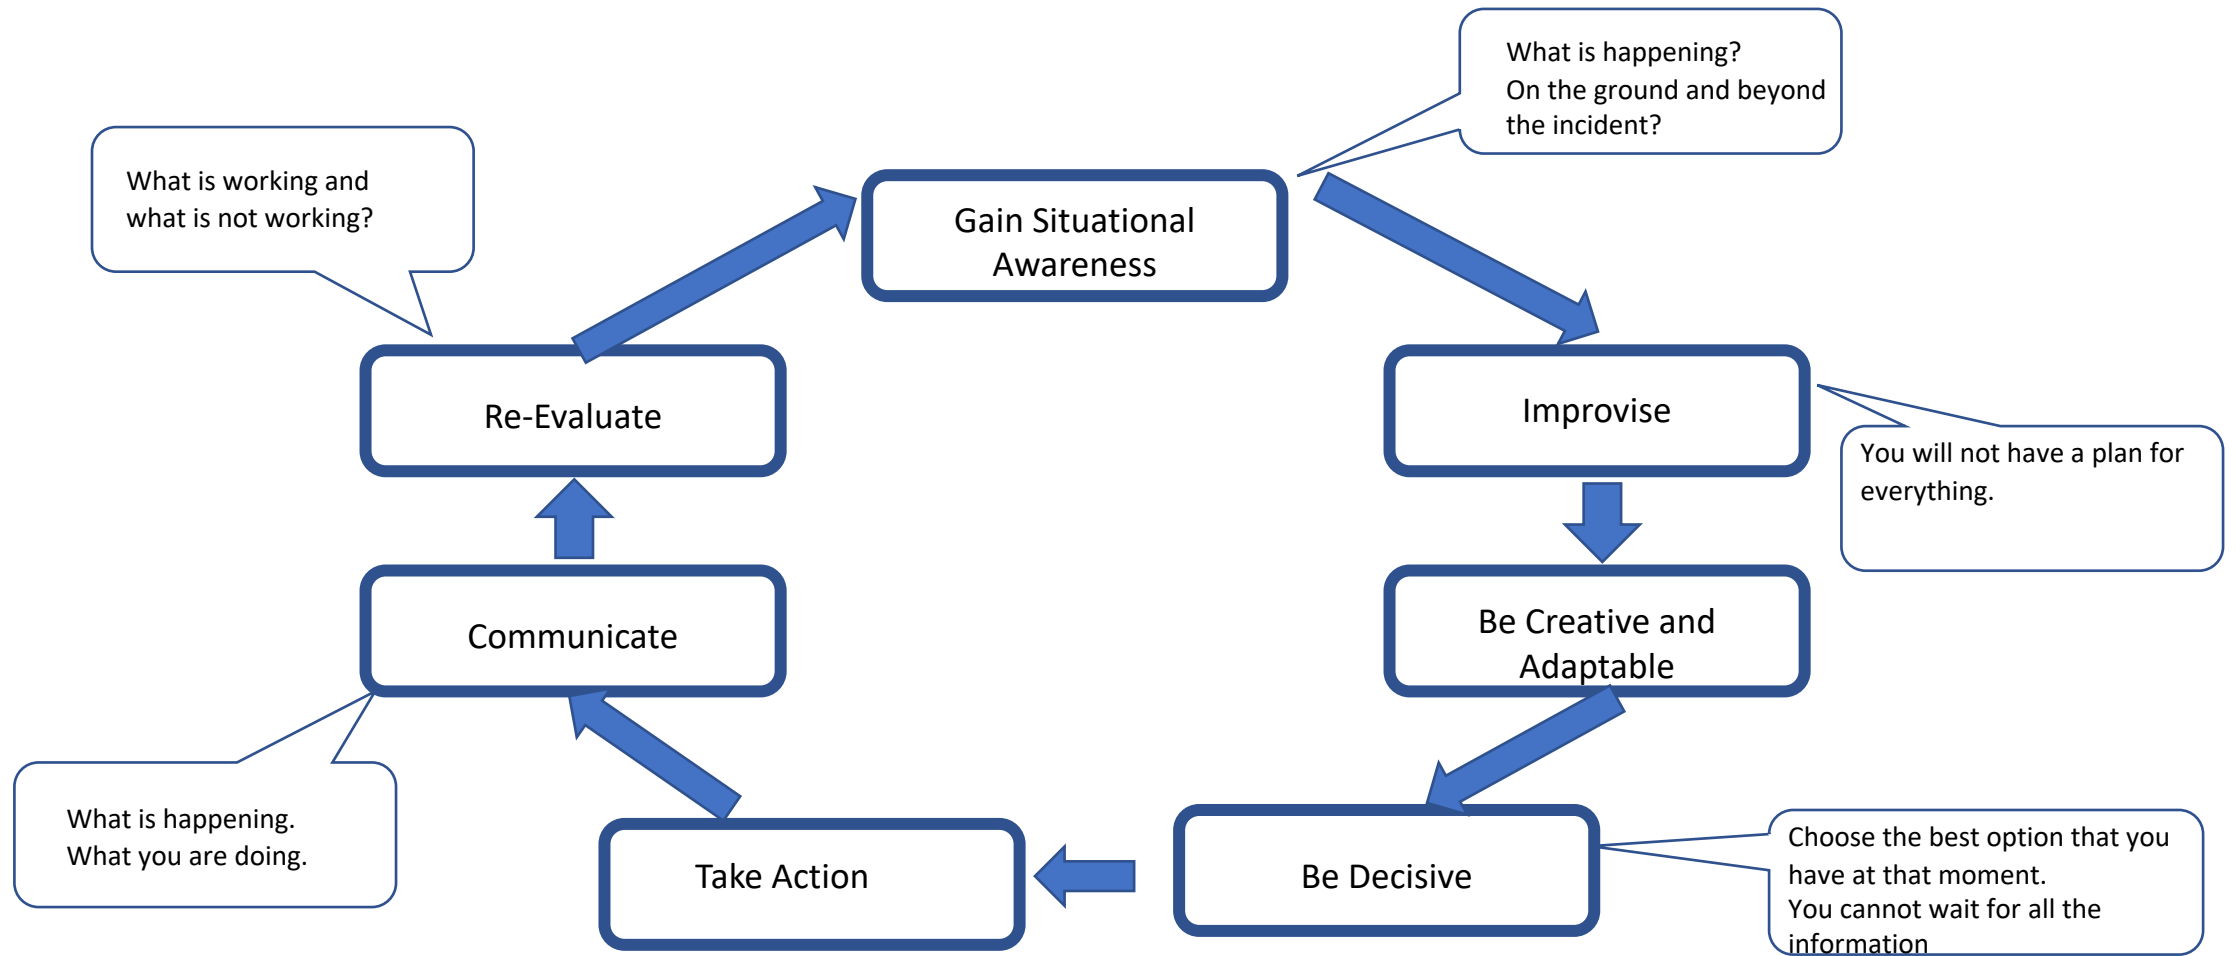 What is happening?
On the ground and beyond
the incident?
What is working and
what is not working?
Gain Situational
Awareness
Re-Evaluate
Improvise
You will not have a plan for
everything.
Communicate
Be Creative and
Adaptable
What is happening.
What you are doing.
Take Action
Be Decisive
Choose the best option that you
have at that moment.
You cannot wait for all the
information